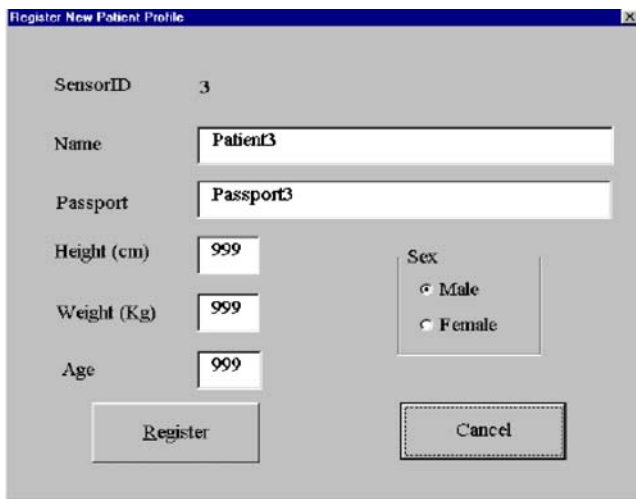 Register New Patient Profile
SensorID 3
Name Patient3
Passport Passport3
Height (cm) 999
Sex
Male
Weight (Kg) 999
Female
Age 999
Register Cancel